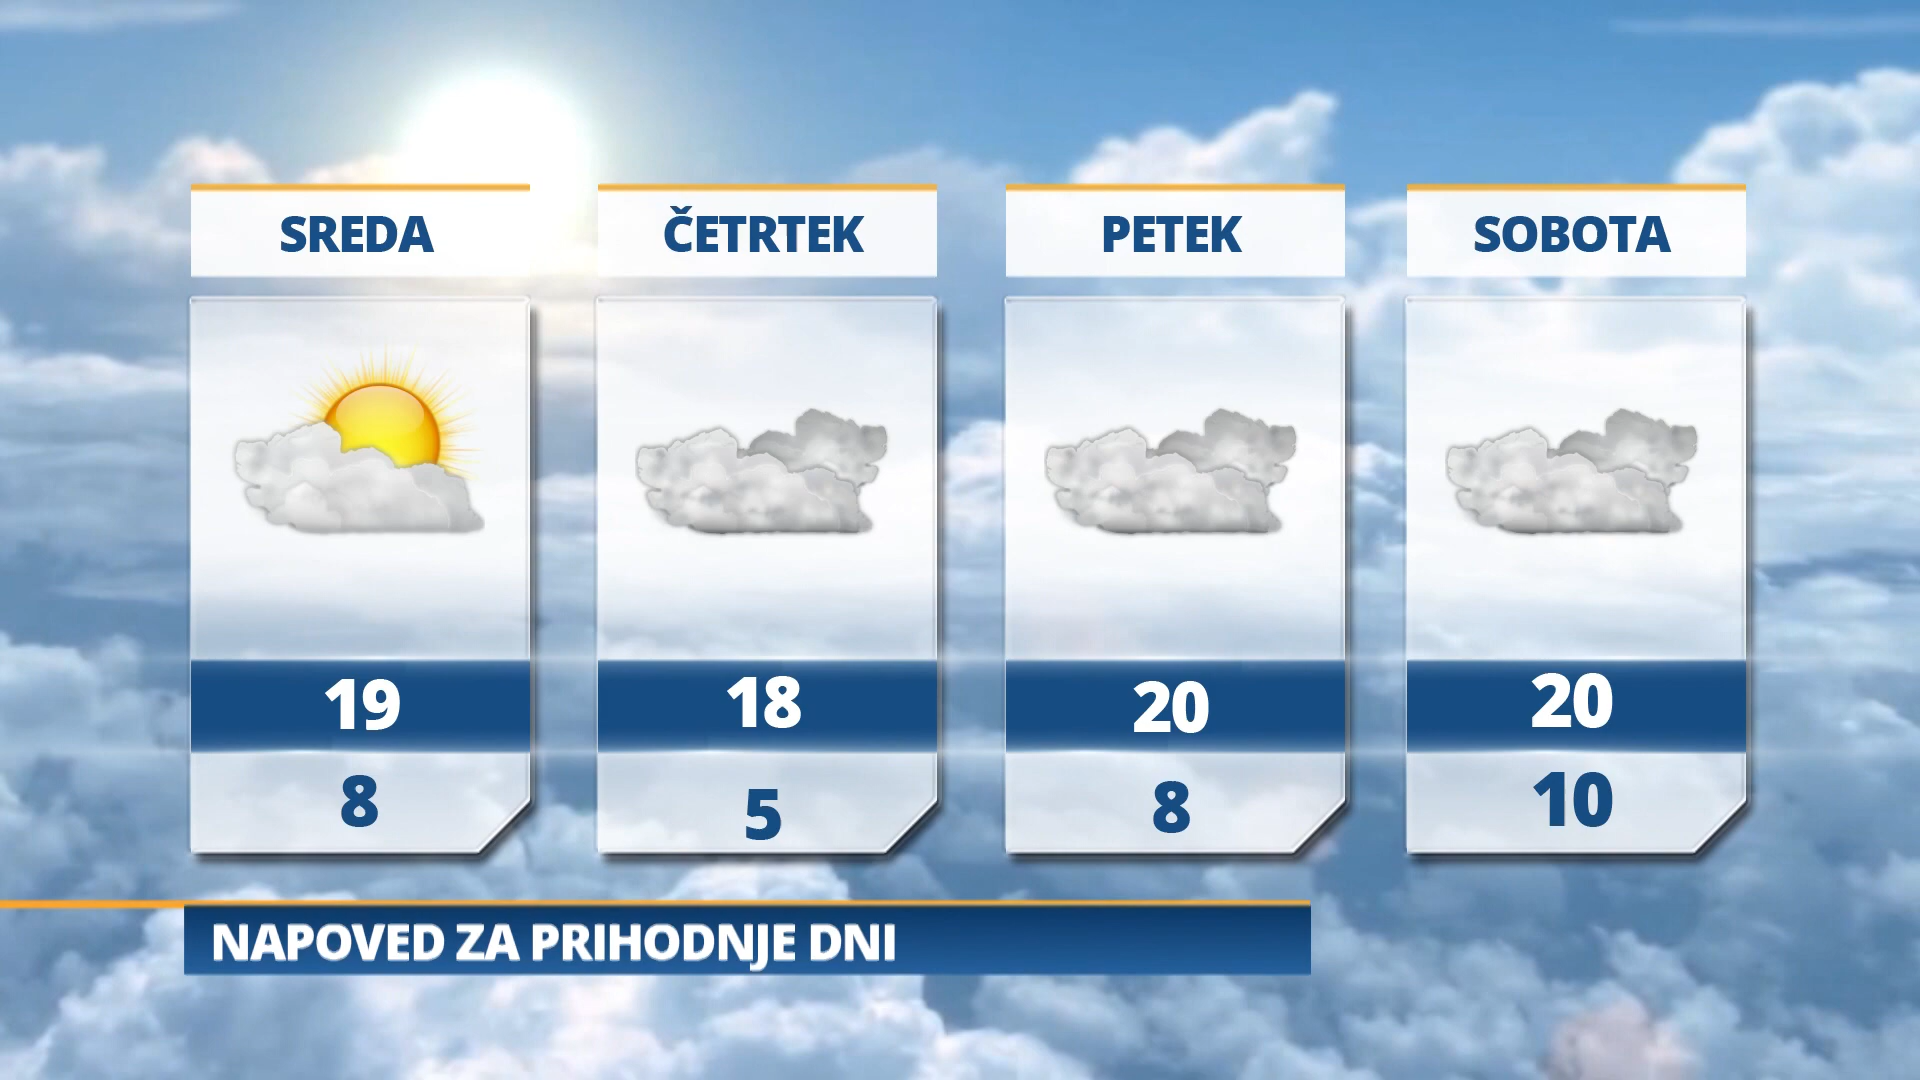 SREDA
ČETRTEK
PETEK
SOBOTA
19
18
20
20
8
5
8
10
NAPOVED ZA PRIHODNJE DNI